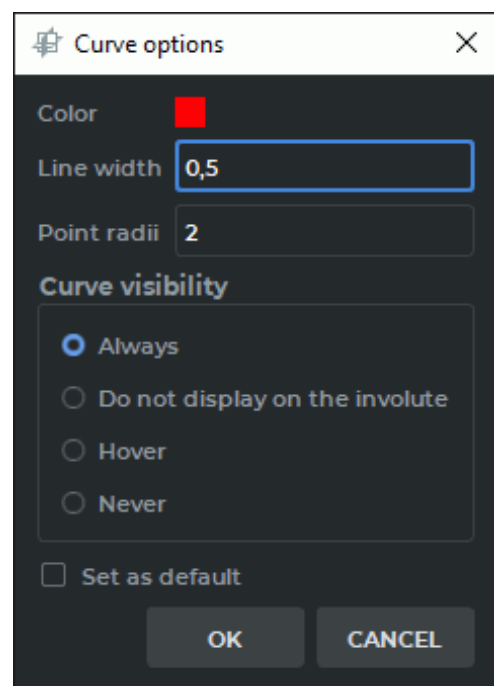 Curve options
Color
Line width 0,5
Point radii 2
Curve visibility
Always
Do not display on the involute
Hover
Never
Set as default
OK CANCEL